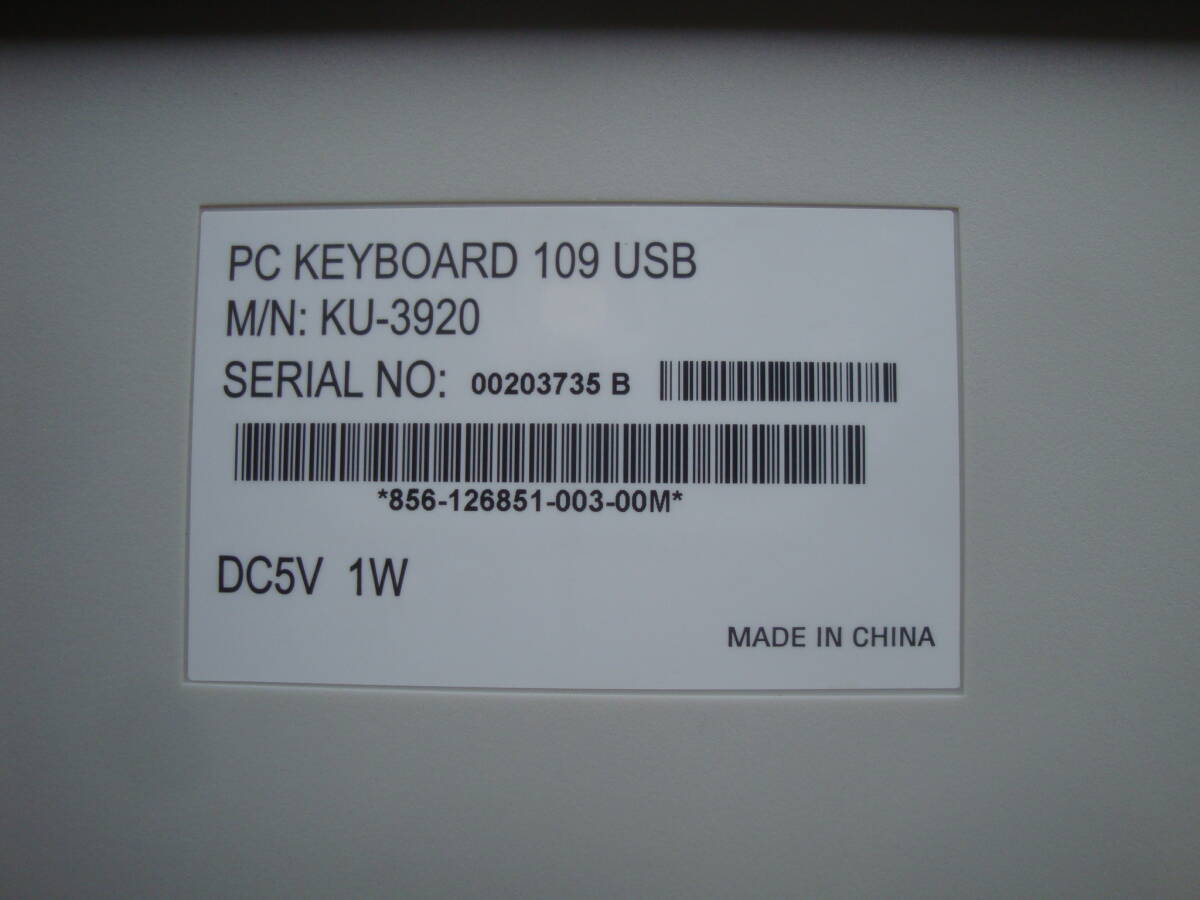 PC KEYBOARD 109 USB
M/N: KU-3920
SERIAL NO: 00203735 B
*856-126851-003-00M*
DC5V 1W
MADE IN CHINA